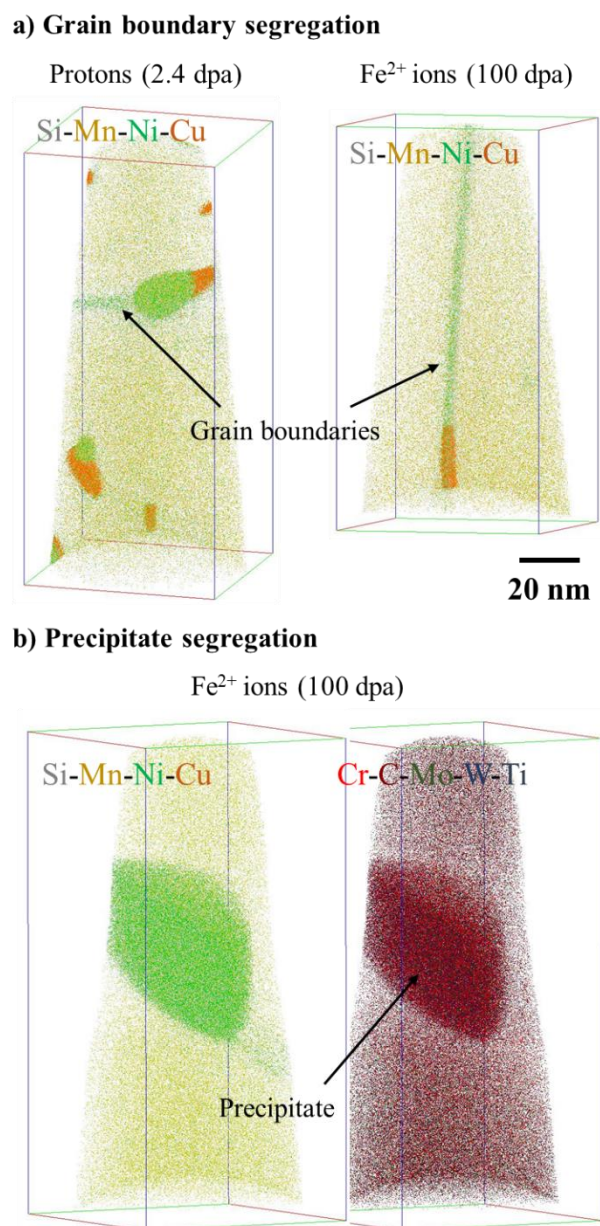 a) Grain boundary segregation
Protons (2.4 dpa)
Fe²⁺ ions (100 dpa)
Si-Mn-Ni-Cu
Si-Mn-Ni-Cu
Grain boundaries
20 nm
b) Precipitate segregation
Fe²⁺ ions (100 dpa)
Si-Mn-Ni-Cu
Cr-C-Mo-W-Ti
Precipitate